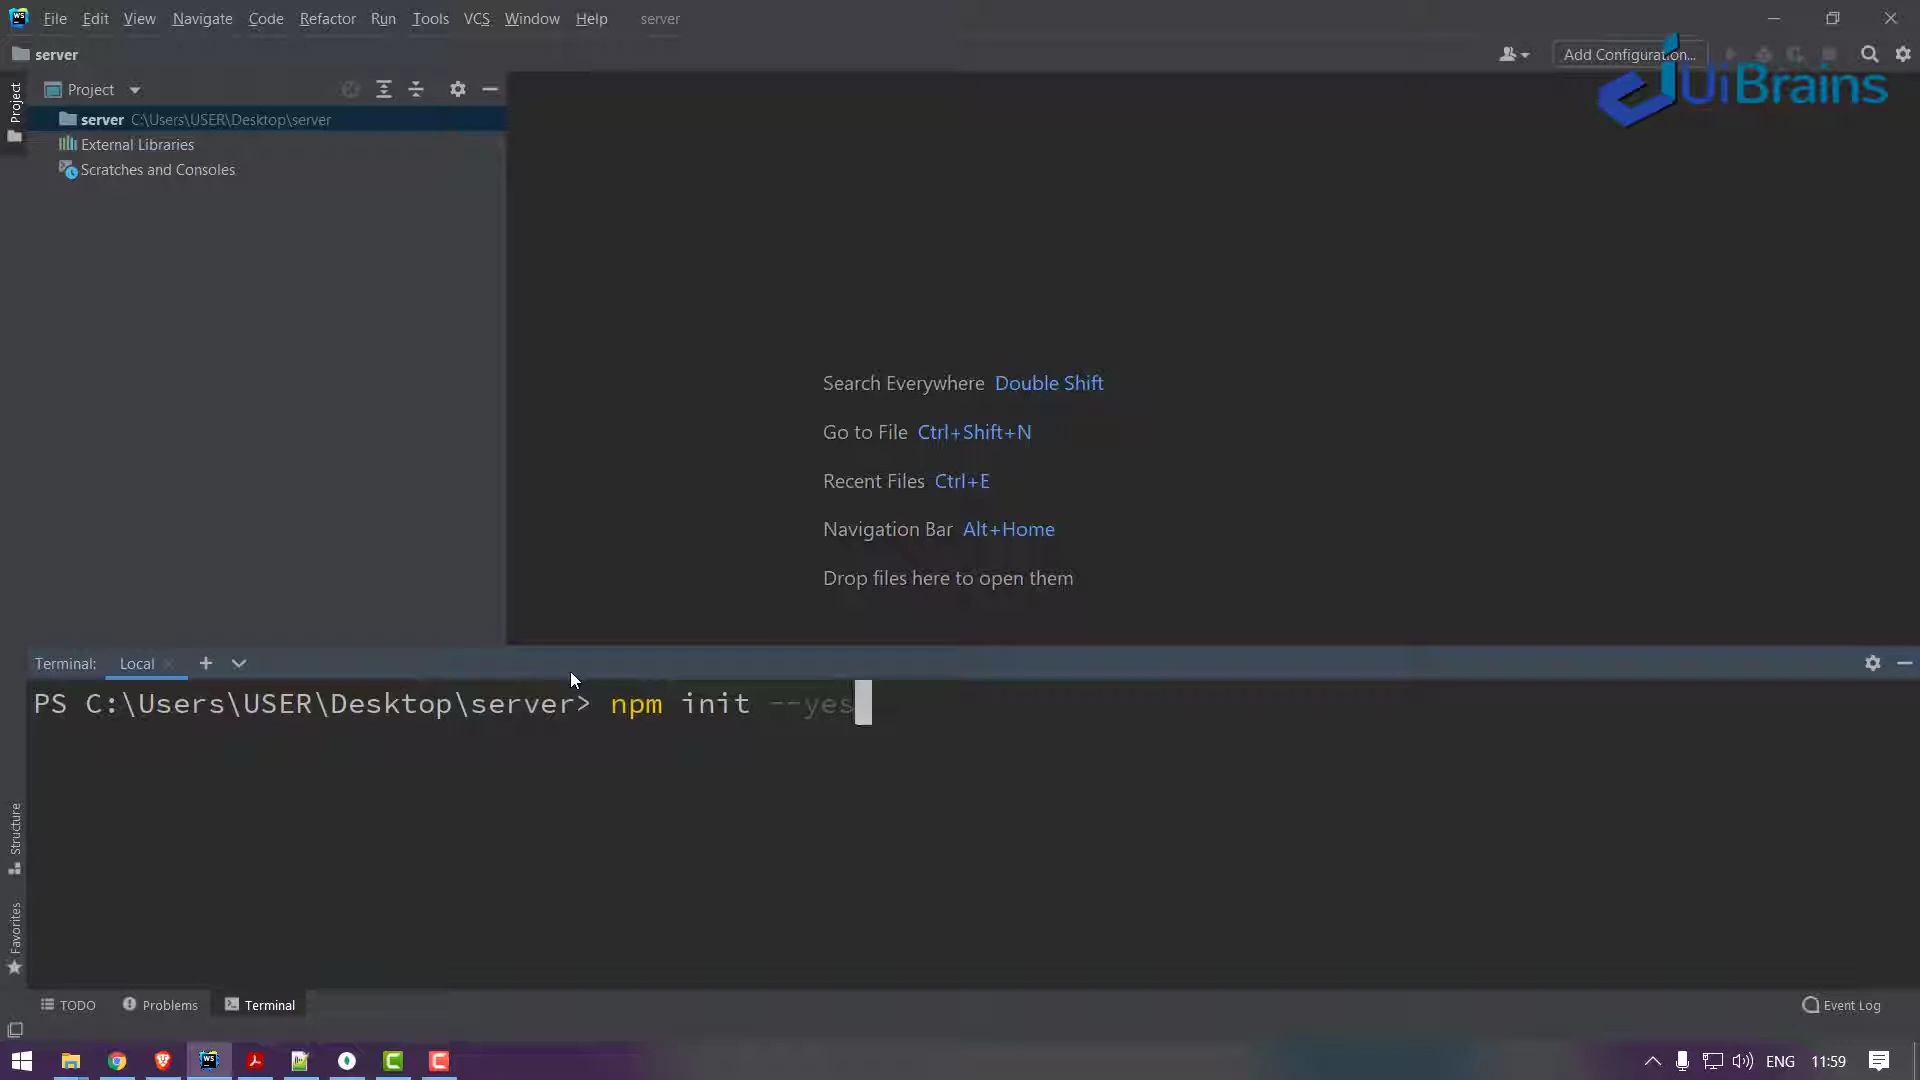 File Edit View Navigate Code Refactor Run Tools VCS Window Help server
server
Add Configuration...
UiBrains
Project
Project
server C:\Users\USER\Desktop\server
External Libraries
Scratches and Consoles
Search Everywhere Double Shift
Go to File Ctrl+Shift+N
Recent Files Ctrl+E
Navigation Bar Alt+Home
Drop files here to open them
Terminal: Local
PS C:\Users\USER\Desktop\server> npm init --yes
Structure
Favorites
TODO Problems Terminal
Event Log
ENG 11:59